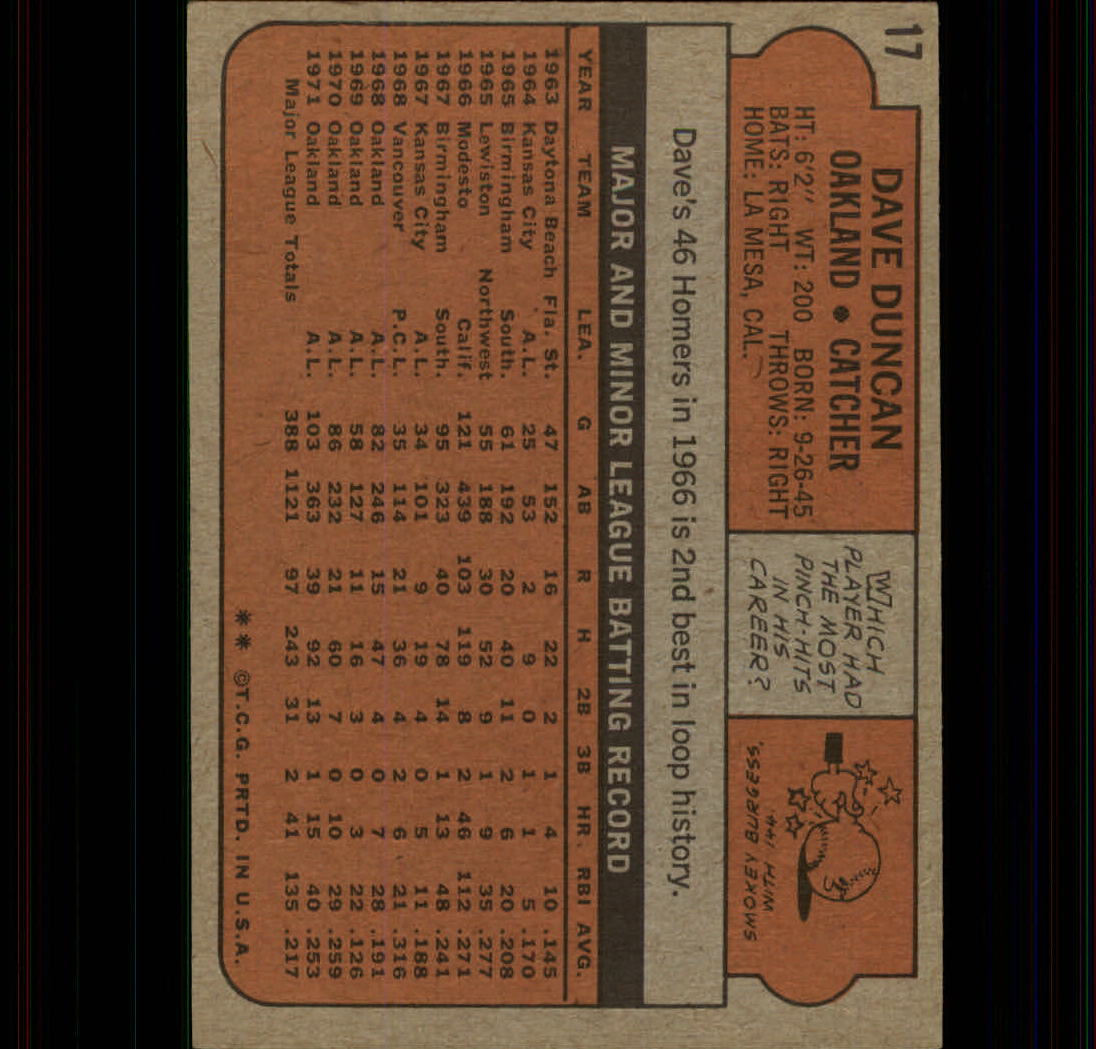 17
DAVE DUNCAN
OAKLAND • CATCHER
HT: 6'2" WT: 200 BORN: 9-26-45
BATS: RIGHT THROWS: RIGHT
HOME: LA MESA, CAL.
WHICH
PLAYER HAD
THE MOST
PINCH-HITS
IN HIS
CAREER?
SMOKEY BURGESS,
WITH 144
Dave's 46 Homers in 1966 is 2nd best in loop history.
MAJOR AND MINOR LEAGUE BATTING RECORD
YEAR TEAM LEA. G AB R H 2B 3B HR. RBI AVG.
1963 Daytona Beach Fla. St. 47 152 16 22 2 1 4 10 .145
1964 Kansas City A.L. 25 53 2 9 0 1 1 5 .170
1965 Birmingham South. 61 192 20 40 11 2 6 20 .208
1965 Lewiston Northwest 55 188 30 52 9 1 9 35 .277
1966 Modesto Calif. 121 439 103 119 8 2 46 112 .271
1967 Birmingham South. 95 323 40 78 14 1 13 48 .241
1967 Kansas City A.L. 34 101 9 19 4 0 5 11 .188
1968 Vancouver P.C.L. 35 114 21 36 4 2 6 21 .316
1968 Oakland A.L. 82 246 15 47 4 0 7 28 .191
1969 Oakland A.L. 58 127 11 16 3 0 3 22 .126
1970 Oakland A.L. 86 232 21 60 7 0 10 29 .259
1971 Oakland A.L. 103 363 39 92 13 1 15 40 .253
Major League Totals 388 1121 97 243 31 2 41 135 .217
** ©T.C.G. PRTD. IN U.S.A.